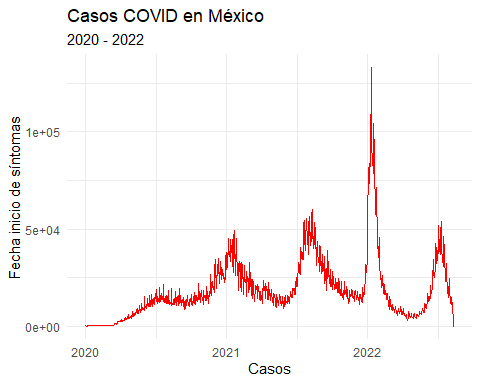 Casos COVID en México
2020 - 2022
Fecha inicio de síntomas
1e+05
5e+04
0e+00
2020 2021 2022
Casos